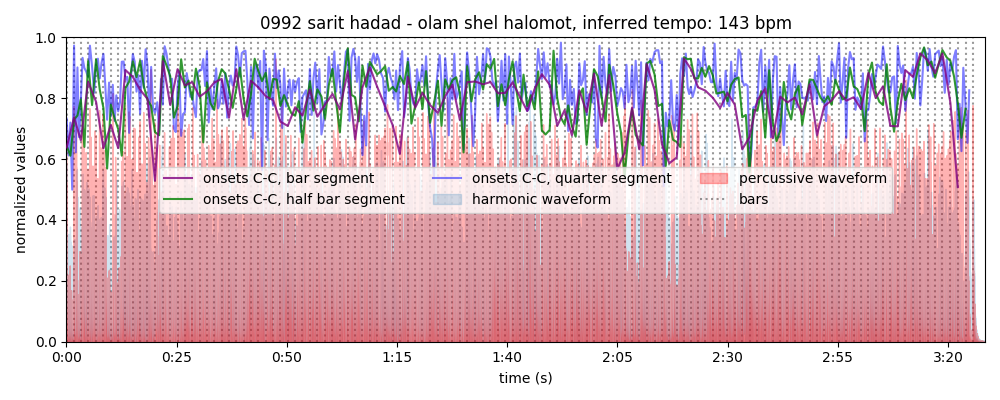 0992 sarit hadad - olam shel halomot, inferred tempo: 143 bpm
1.0
0.8
0.6
0.4
0.2
0.0
normalized values
onsets C-C, bar segment
onsets C-C, half bar segment
onsets C-C, quarter segment
harmonic waveform
percussive waveform
bars
0:00 0:25 0:50 1:15 1:40 2:05 2:30 2:55 3:20
time (s)